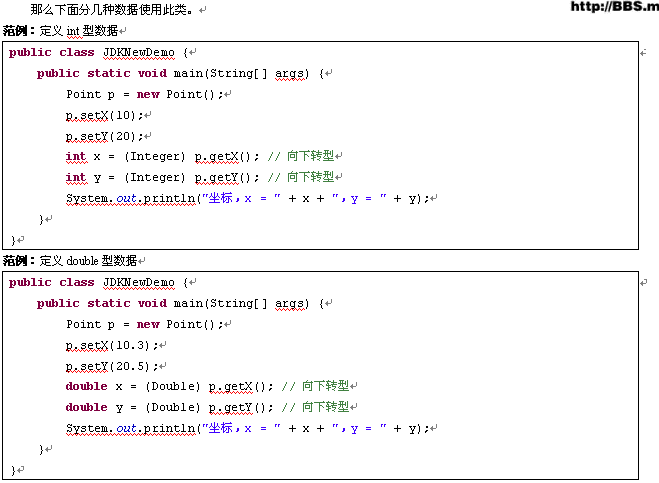 那么下面分几种数据使用此类。 http://BBS.m
范例：定义 int 型数据
public class JDKNewDemo {
public static void main(String[] args) {
Point p = new Point();
p.setX(10);
p.setY(20);
int x = (Integer) p.getX(); // 向下转型
int y = (Integer) p.getY(); // 向下转型
System.out.println("坐标，x = " + x + "，y = " + y);
}
}
范例：定义 double 型数据
public class JDKNewDemo {
public static void main(String[] args) {
Point p = new Point();
p.setX(10.3);
p.setY(20.5);
double x = (Double) p.getX(); // 向下转型
double y = (Double) p.getY(); // 向下转型
System.out.println("坐标，x = " + x + "，y = " + y);
}
}